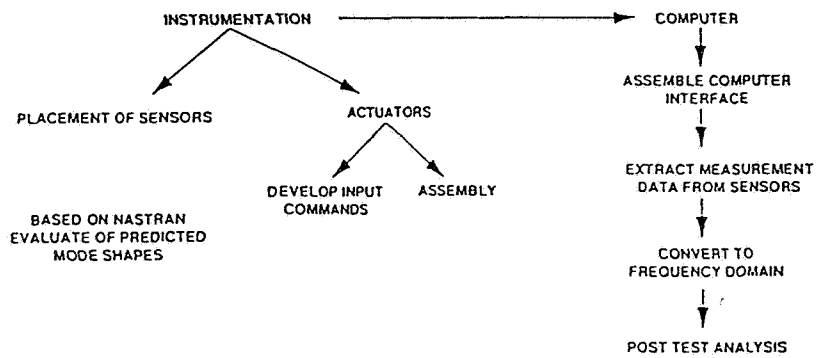 INSTRUMENTATION
COMPUTER
PLACEMENT OF SENSORS
ACTUATORS
ASSEMBLE COMPUTER
INTERFACE
DEVELOP INPUT
COMMANDS
ASSEMBLY
EXTRACT MEASUREMENT
DATA FROM SENSORS
BASED ON NASTRAN
EVALUATE OF PREDICTED
MODE SHAPES
CONVERT TO
FREQUENCY DOMAIN
POST TEST ANALYSIS